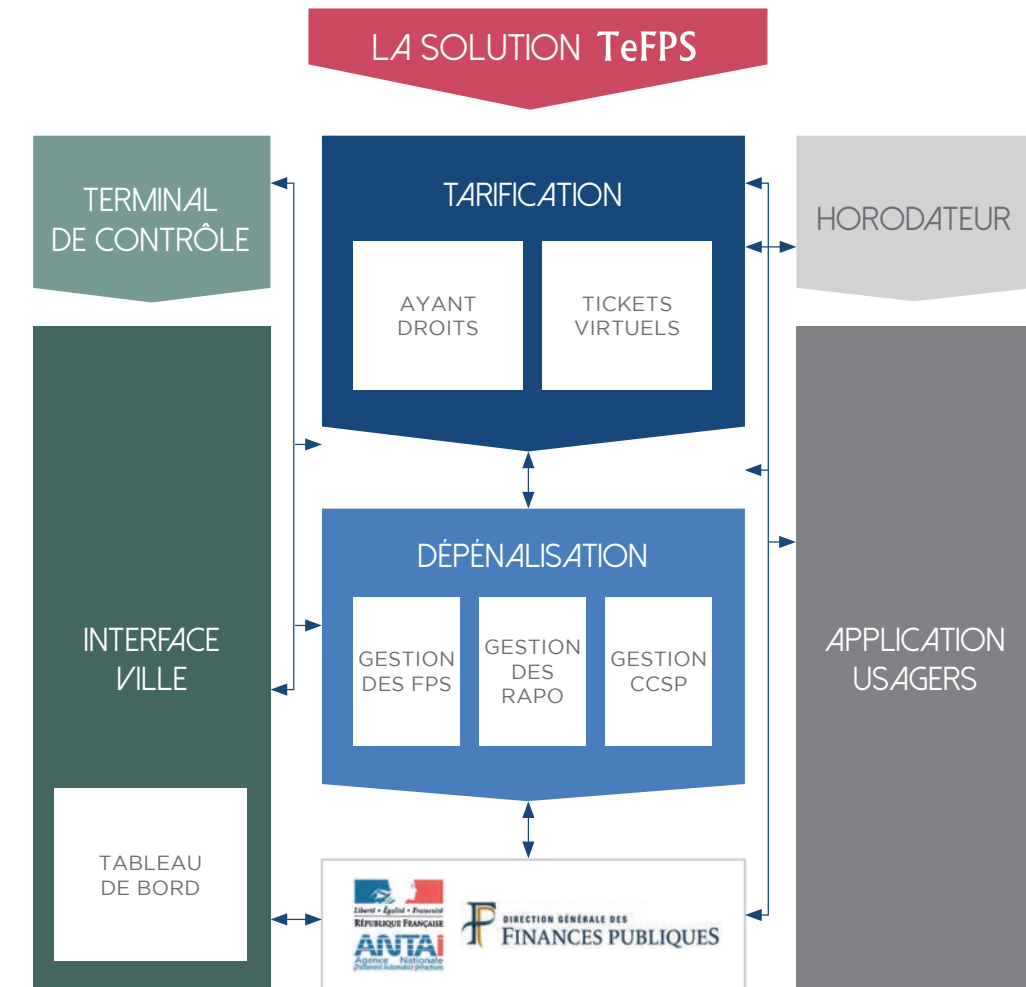 LA SOLUTION TeFPS
TERMINAL
DE CONTRÔLE
TARIFICATION
AYANT
DROITS
TICKETS
VIRTUELS
HORODATEUR
INTERFACE
VILLE
TABLEAU
DE BORD
DÉPÉNALISATION
GESTION
DES FPS
GESTION
DES
RAPO
GESTION
CCSP
APPLICATION
USAGERS
Liberté • Égalité • Fraternité
RÉPUBLIQUE FRANÇAISE
ANTAi
Agence Nationale
DIRECTION GÉNÉRALE DES
FINANCES PUBLIQUES